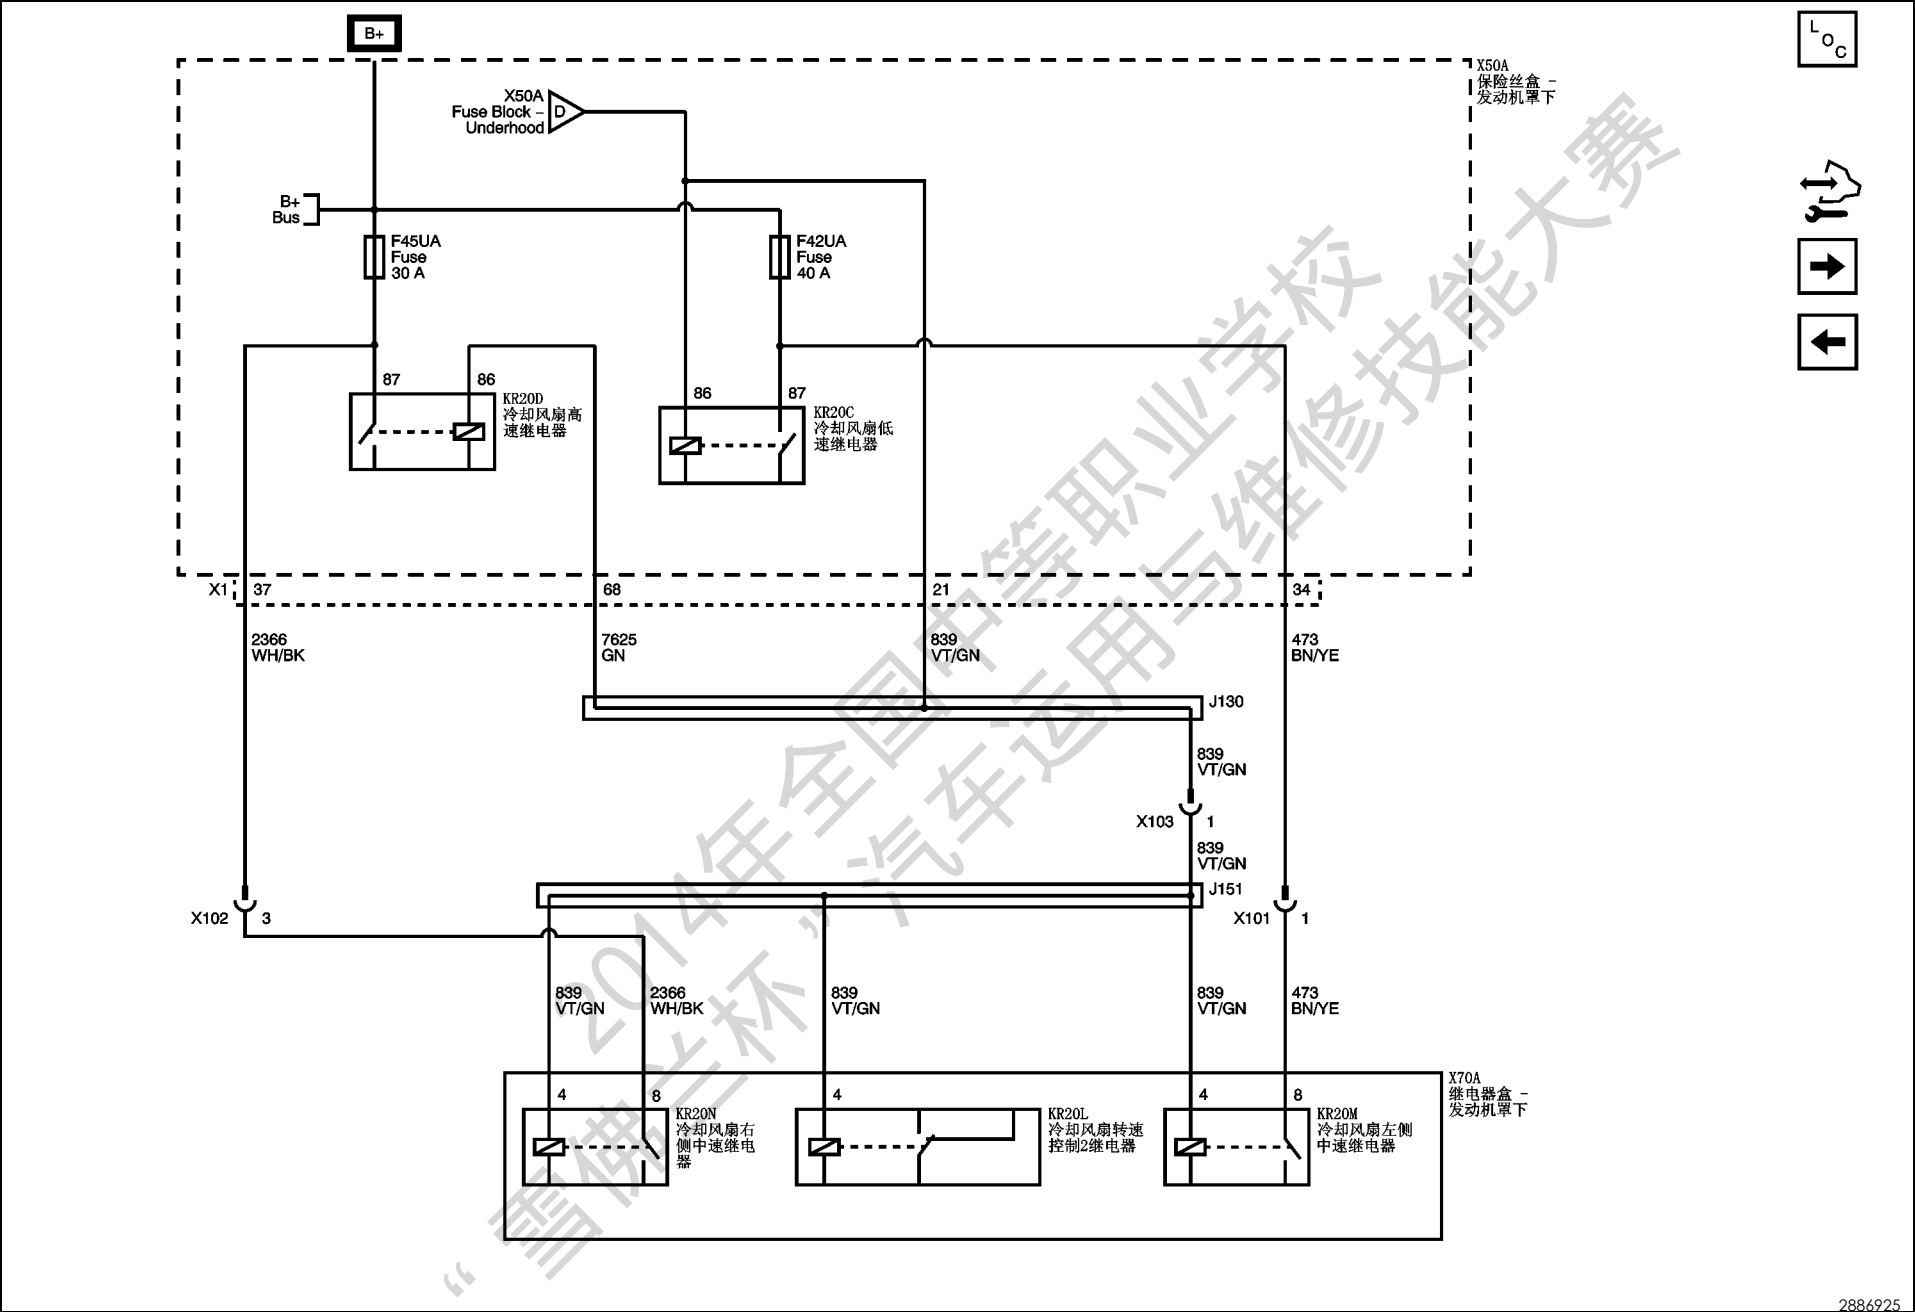 B+
L
O
C
X50A
保险丝盒 -
发动机罩下
X50A
Fuse Block -
Underhood
D
B+
Bus
F45UA
Fuse
30 A
F42UA
Fuse
40 A
87
86
KR20D
冷却风扇高
速继电器
86
87
KR20C
冷却风扇低
速继电器
X1
37
68
21
34
2366
WH/BK
7625
GN
839
VT/GN
473
BN/YE
J130
839
VT/GN
X103
1
839
VT/GN
J151
X102
3
X101
1
839
VT/GN
2366
WH/BK
839
VT/GN
839
VT/GN
473
BN/YE
X70A
继电器盒 -
发动机罩下
4
8
KR20N
冷却风扇右
侧中速继电
器
4
KR20L
冷却风扇转速
控制2继电器
4
8
KR20M
冷却风扇左侧
中速继电器
2014年全国中等职业学校
“雪佛兰杯”汽车运用与维修技能大赛
2886925